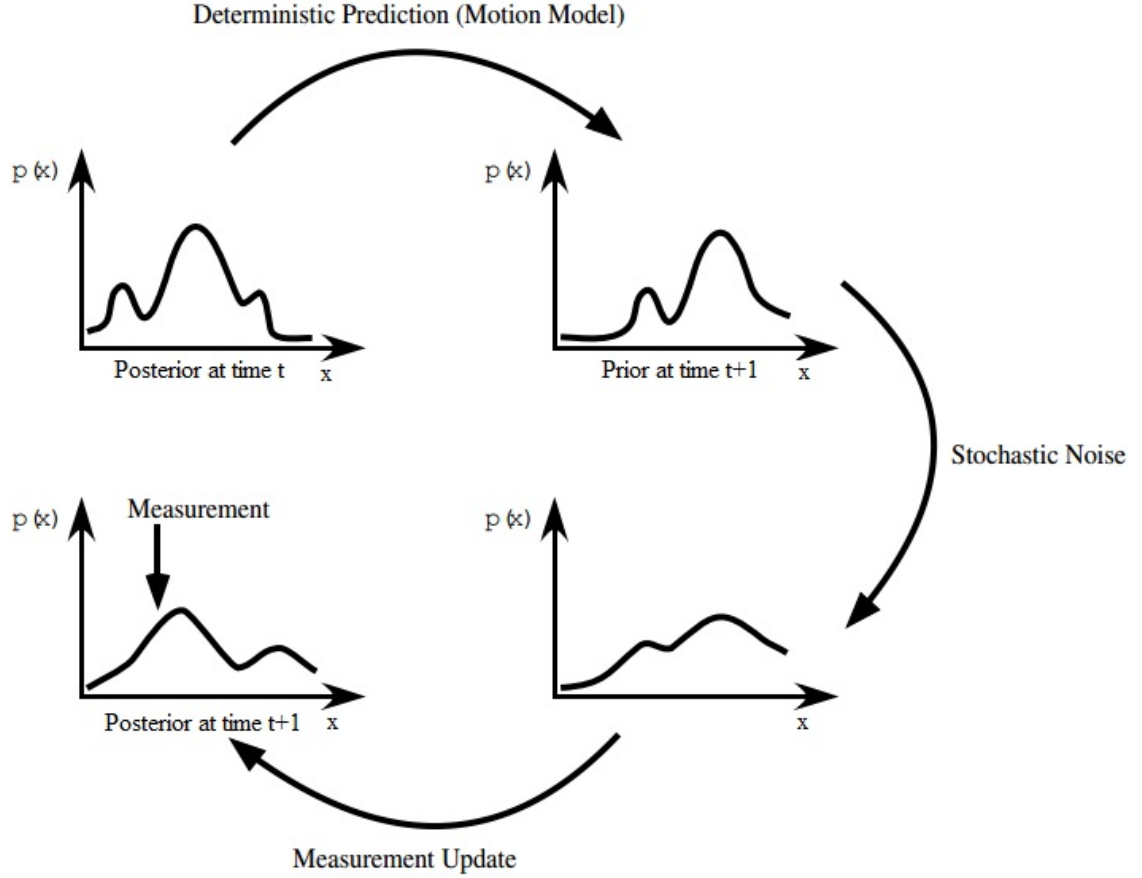 Deterministic Prediction (Motion Model)
p (x)
p (x)
Posterior at time t
x
Prior at time t+1
x
Stochastic Noise
p (x)
Measurement
p (x)
Posterior at time t+1
x
x
Measurement Update